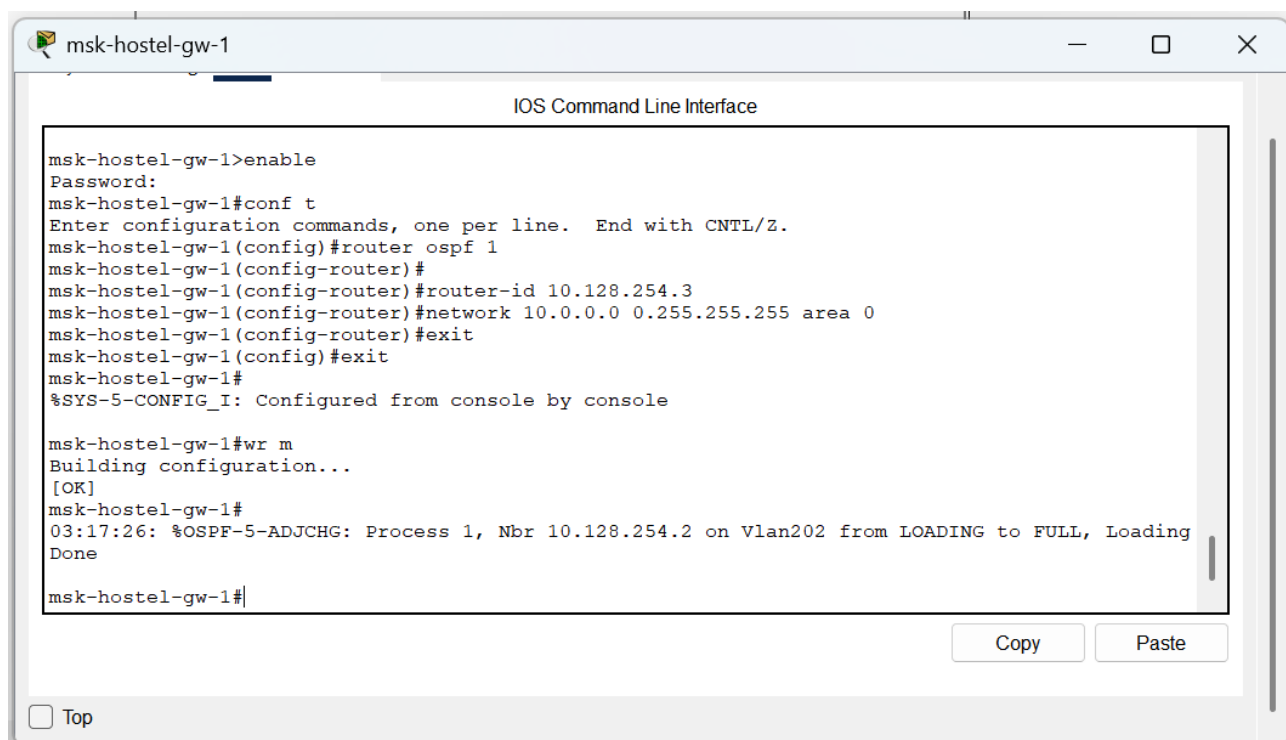 msk-hostel-gw-1
IOS Command Line Interface
msk-hostel-gw-1>enable
Password:
msk-hostel-gw-1#conf t
Enter configuration commands, one per line.  End with CNTL/Z.
msk-hostel-gw-1(config)#router ospf 1
msk-hostel-gw-1(config-router)#
msk-hostel-gw-1(config-router)#router-id 10.128.254.3
msk-hostel-gw-1(config-router)#network 10.0.0.0 0.255.255.255 area 0
msk-hostel-gw-1(config-router)#exit
msk-hostel-gw-1(config)#exit
msk-hostel-gw-1#
%SYS-5-CONFIG_I: Configured from console by console
msk-hostel-gw-1#wr m
Building configuration...
[OK]
msk-hostel-gw-1#
03:17:26: %OSPF-5-ADJCHG: Process 1, Nbr 10.128.254.2 on Vlan202 from LOADING to FULL, Loading
Done
msk-hostel-gw-1#
Copy Paste
Top